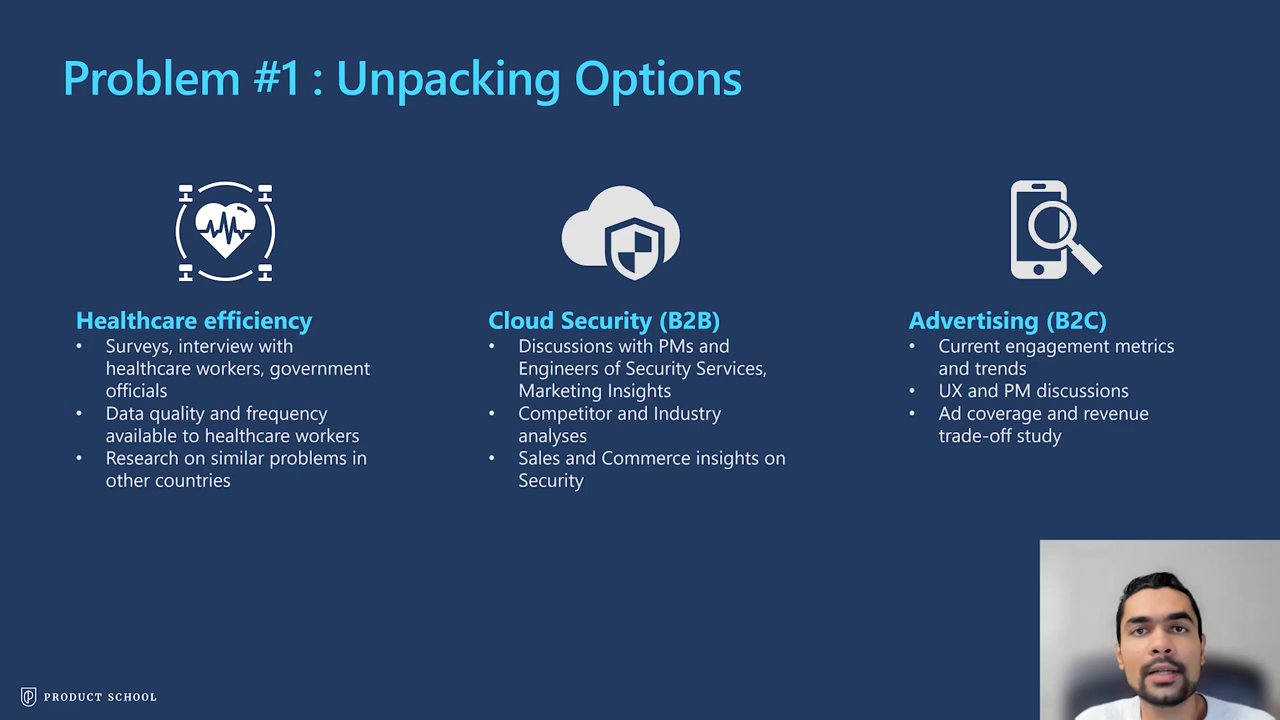 Problem #1 : Unpacking Options
Healthcare efficiency
• Surveys, interview with
healthcare workers, government
officials
• Data quality and frequency
available to healthcare workers
• Research on similar problems in
other countries
Cloud Security (B2B)
• Discussions with PMs and
Engineers of Security Services,
Marketing Insights
• Competitor and Industry
analyses
• Sales and Commerce insights on
Security
Advertising (B2C)
• Current engagement metrics
and trends
• UX and PM discussions
• Ad coverage and revenue
trade-off study
PRODUCT SCHOOL